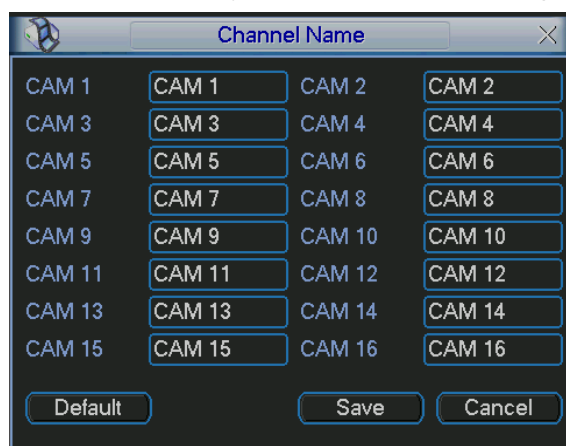 Channel Name
CAM 1 CAM 1 CAM 2 CAM 2
CAM 3 CAM 3 CAM 4 CAM 4
CAM 5 CAM 5 CAM 6 CAM 6
CAM 7 CAM 7 CAM 8 CAM 8
CAM 9 CAM 9 CAM 10 CAM 10
CAM 11 CAM 11 CAM 12 CAM 12
CAM 13 CAM 13 CAM 14 CAM 14
CAM 15 CAM 15 CAM 16 CAM 16
Default Save Cancel